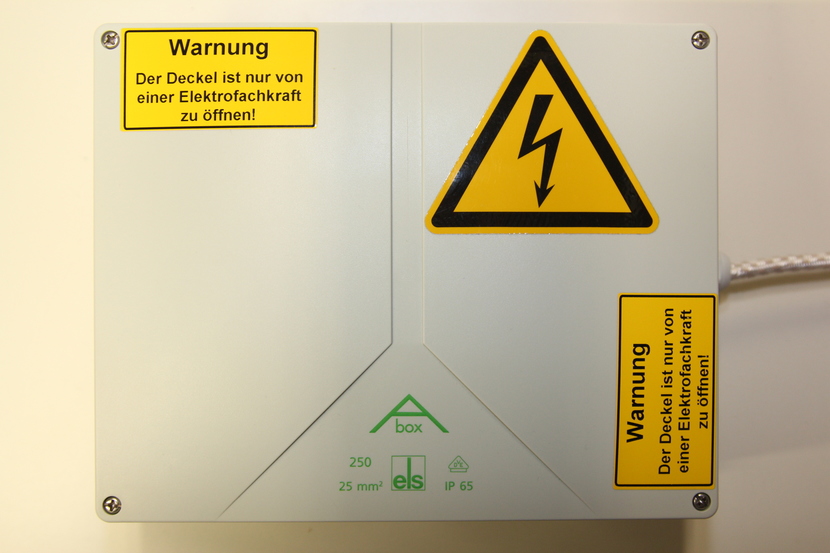 Warnung
Der Deckel ist nur von
einer Elektrofachkraft
zu öffnen!
Warnung
Der Deckel ist nur von
einer Elektrofachkraft
zu öffnen!
A
box
250
25 mm²
els
IP 65